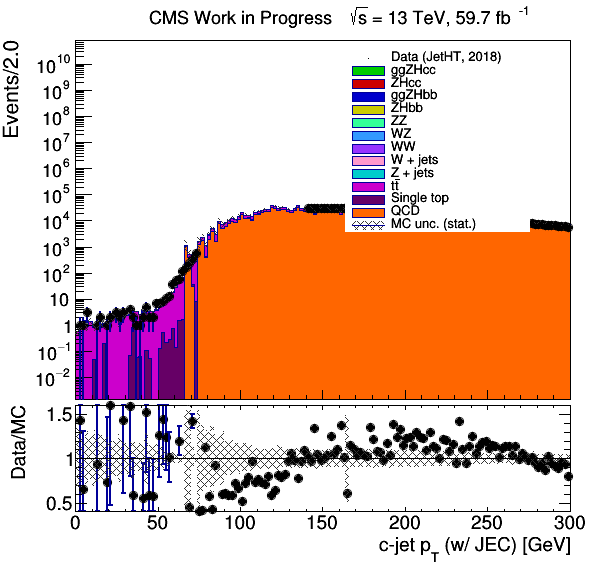 CMS Work in Progress √s = 13 TeV, 59.7 fb⁻¹
Events/2.0
10¹⁰
10⁹
10⁸
10⁷
10⁶
10⁵
10⁴
10³
10²
10
1
10⁻¹
10⁻²
Data (JetHT, 2018)
ggZHcc
ZHcc
ggZHbb
ZHbb
ZZ
WZ
WW
W + jets
Z + jets
tt̄
Single top
QCD
MC unc. (stat.)
Data/MC
1.5
1
0.5
0 50 100 150 200 250 300
c-jet p_T (w/ JEC) [GeV]